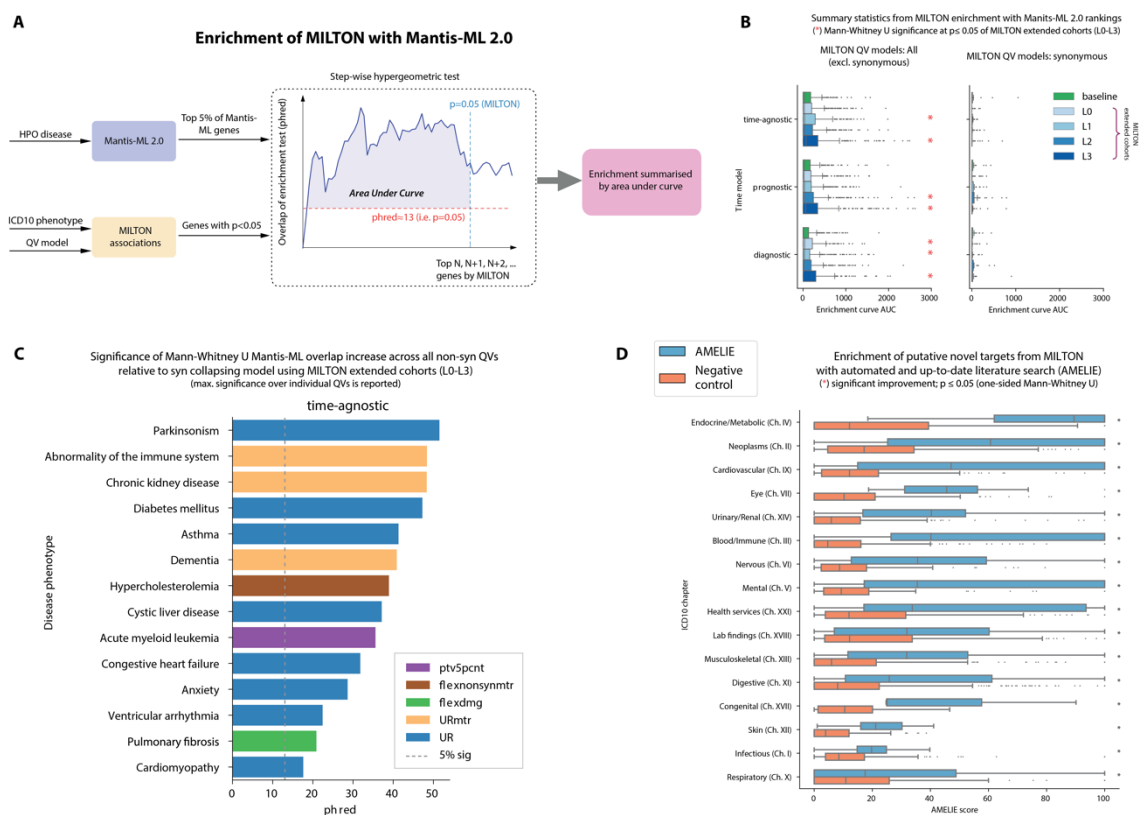 A
Enrichment of MILTON with Mantis-ML 2.0
Step-wise hypergeometric test
HPO disease
Mantis-ML 2.0
Top 5% of Mantis-
ML genes
ICD10 phenotype
QV model
MILTON
associations
Genes with p<0.05
Overlap of enrichment test (phred)
p=0.05 (MILTON)
Area Under Curve
phred=13 (i.e. p=0.05)
Top N, N+1, N+2, ...
genes by MILTON
Enrichment summarised
by area under curve
B
Summary statistics from MILTON enrichment with Manits-ML 2.0 rankings
(*) Mann-Whitney U significance at p≤ 0.05 of MILTON extended cohorts (L0-L3)
MILTON QV models: All
(excl. synonymous)
MILTON QV models: synonymous
Time model
time-agnostic
prognostic
diagnostic
*
*
*
*
*
*
*
0 1000 2000 3000
Enrichment curve AUC
0 1000 2000 3000
Enrichment curve AUC
baseline
L0
L1
L2
L3
MILTON
extended cohorts
C
Significance of Mann-Whitney U Mantis-ML overlap increase across all non-syn QVs
relative to syn collapsing model using MILTON extended cohorts (L0-L3)
(max. significance over individual QVs is reported)
time-agnostic
Disease phenotype
Parkinsonism
Abnormality of the immune system
Chronic kidney disease
Diabetes mellitus
Asthma
Dementia
Hypercholesterolemia
Cystic liver disease
Acute myeloid leukemia
Congestive heart failure
Anxiety
Ventricular arrhythmia
Pulmonary fibrosis
Cardiomyopathy
0 10 20 30 40 50
phred
ptv5pcnt
flexnonsynmtr
flexdmg
URmtr
UR
5% sig
D
AMELIE
Negative
control
Enrichment of putative novel targets from MILTON
with automated and up-to-date literature search (AMELIE)
(*) significant improvement; p ≤ 0.05 (one-sided Mann-Whitney U)
ICD10 chapter
Endocrine/Metabolic (Ch. IV) *
Neoplasms (Ch. II) *
Cardiovascular (Ch. IX) *
Eye (Ch. VII) *
Urinary/Renal (Ch. XIV) *
Blood/Immune (Ch. III) *
Nervous (Ch. VI) *
Mental (Ch. V) *
Health services (Ch. XXI) *
Lab findings (Ch. XVIII) *
Musculoskeletal (Ch. XIII) *
Digestive (Ch. XI) *
Congenital (Ch. XVII) *
Skin (Ch. XII) *
Infectious (Ch. I) *
Respiratory (Ch. X) *
0 20 40 60 80 100
AMELIE score